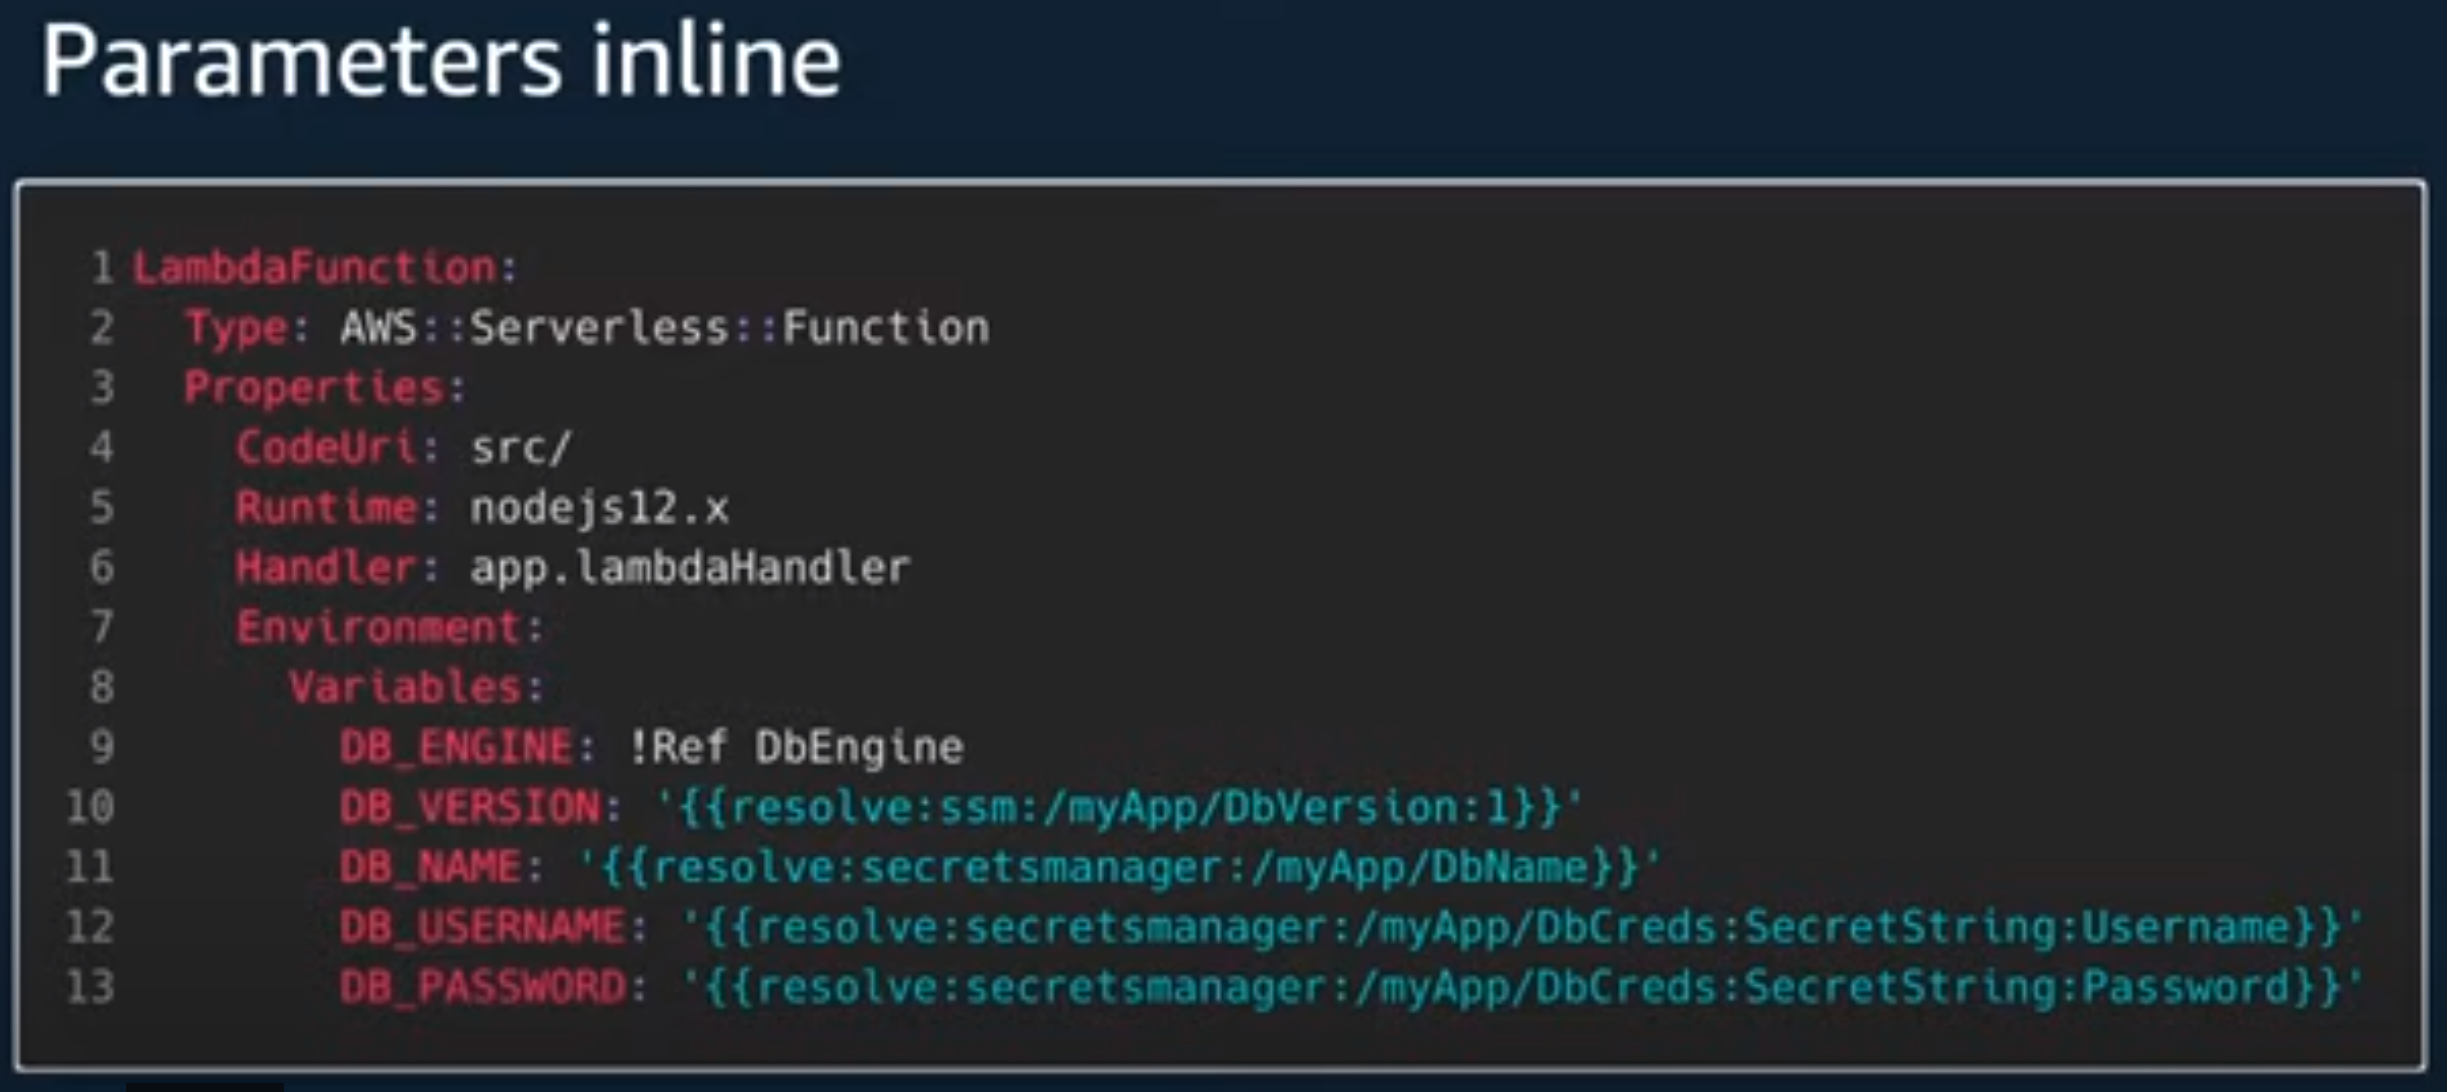 Parameters inline
1 LambdaFunction:
2 Type: AWS::Serverless::Function
3 Properties:
4 CodeUri: src/
5 Runtime: nodejs12.x
6 Handler: app.lambdaHandler
7 Environment:
8 Variables:
9 DB_ENGINE: !Ref DbEngine
10 DB_VERSION: '{{resolve:ssm:/myApp/DbVersion:1}}'
11 DB_NAME: '{{resolve:secretsmanager:/myApp/DbName}}'
12 DB_USERNAME: '{{resolve:secretsmanager:/myApp/DbCreds:SecretString:Username}}'
13 DB_PASSWORD: '{{resolve:secretsmanager:/myApp/DbCreds:SecretString:Password}}'